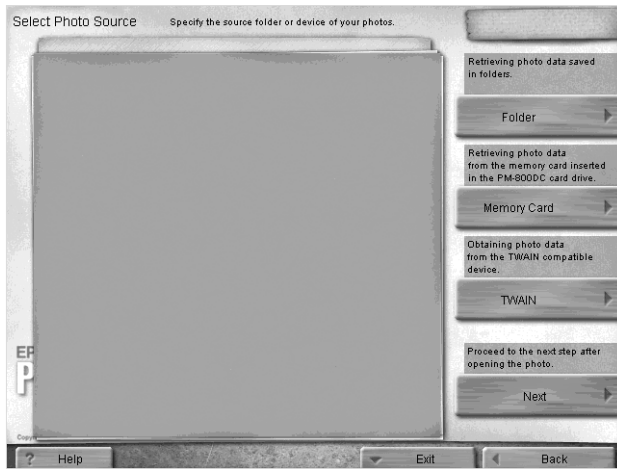 Select Photo Source
Specify the source folder or device of your photos.
Retrieving photo data saved
in folders.
Folder
Retrieving photo data
from the memory card inserted
in the PM-800DC card drive.
Memory Card
Obtaining photo data
from the TWAIN compatible
device.
TWAIN
Proceed to the next step after
opening the photo.
Next
EP
P
? Help
Exit
Back